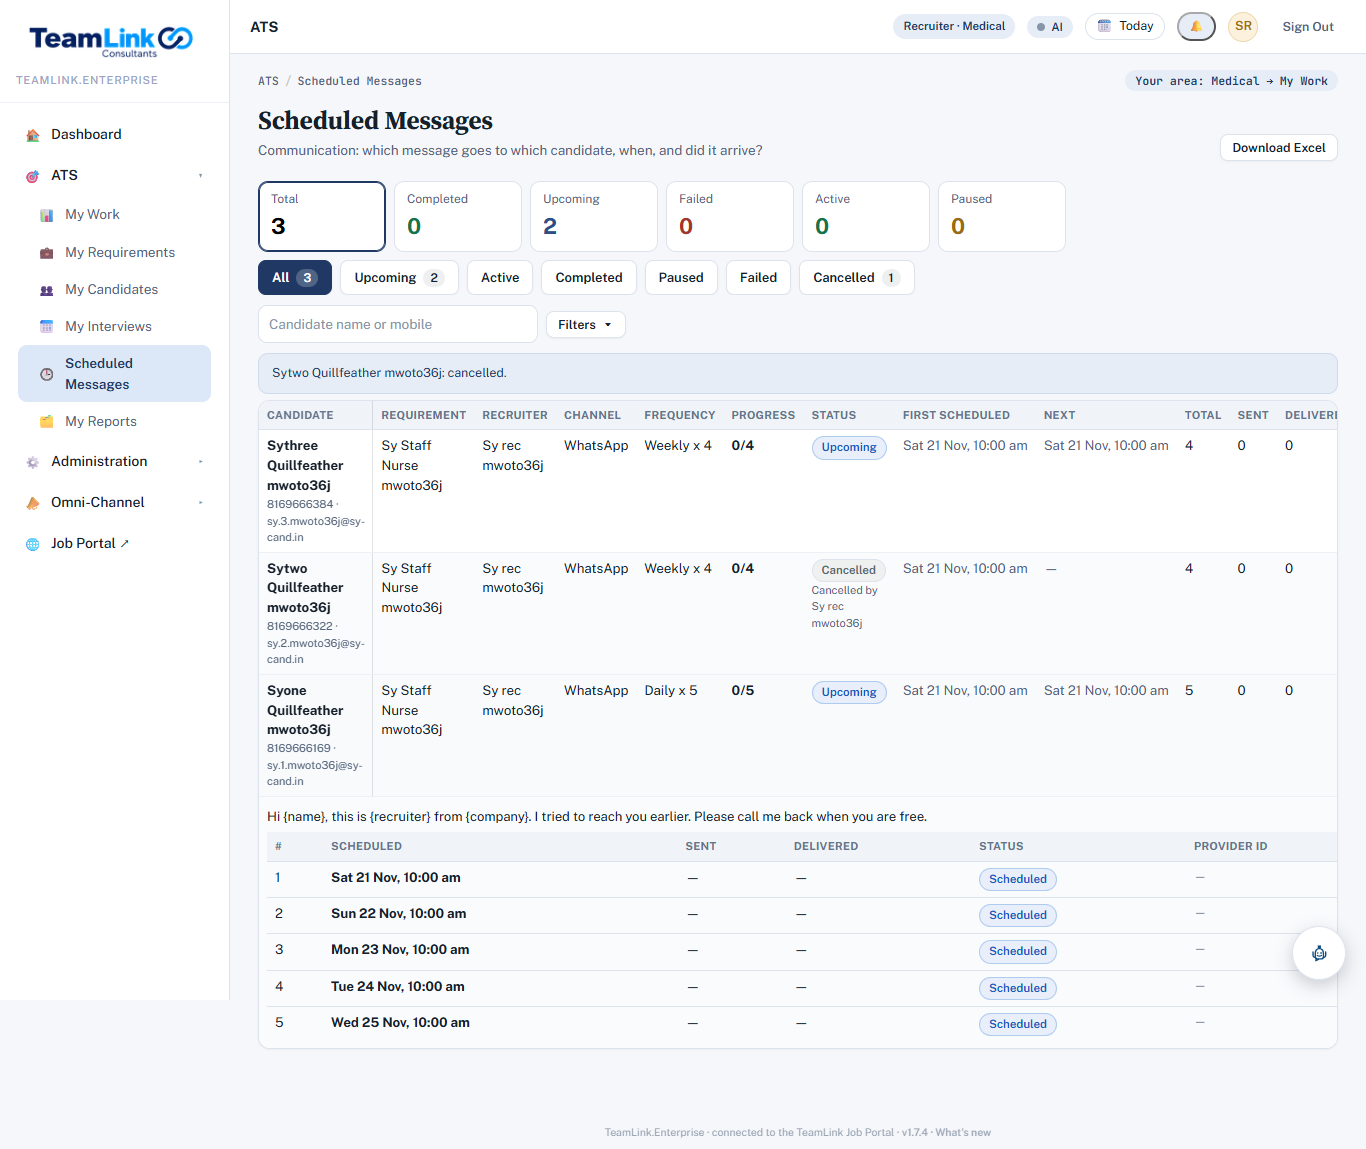 TeamLink
Consultants
TEAMLINK.ENTERPRISE
Dashboard
ATS
My Work
My Requirements
My Candidates
My Interviews
Scheduled
Messages
My Reports
Administration
Omni-Channel
Job Portal ↗
ATS
Recruiter · Medical
AI
Today
SR
Sign Out
ATS / Scheduled Messages
Your area: Medical → My Work
Scheduled Messages
Communication: which message goes to which candidate, when, and did it arrive?
Download Excel
Total Completed Upcoming Failed Active Paused
3 0 2 0 0 0
All 3 Upcoming 2 Active Completed Paused Failed Cancelled 1
Candidate name or mobile
Filters
Sytwo Quillfeather mwoto36j: cancelled.
CANDIDATE REQUIREMENT RECRUITER CHANNEL FREQUENCY PROGRESS STATUS FIRST SCHEDULED NEXT TOTAL SENT DELIVERE
Sythree Sy Staff Sy rec WhatsApp Weekly x 4 0/4 Upcoming Sat 21 Nov, 10:00 am Sat 21 Nov, 10:00 am 4 0 0
Quillfeather Nurse mwoto36j
mwoto36j mwoto36j
8169666384 ·
sy.3.mwoto36j@sy-
cand.in
Sytwo Sy Staff Sy rec WhatsApp Weekly x 4 0/4 Cancelled Sat 21 Nov, 10:00 am — 4 0 0
Quillfeather Nurse mwoto36j Cancelled by
mwoto36j mwoto36j Sy rec
8169666322 · mwoto36j
sy.2.mwoto36j@sy-
cand.in
Syone Sy Staff Sy rec WhatsApp Daily x 5 0/5 Upcoming Sat 21 Nov, 10:00 am Sat 21 Nov, 10:00 am 5 0 0
Quillfeather Nurse mwoto36j
mwoto36j mwoto36j
8169666169 ·
sy.1.mwoto36j@sy-
cand.in
Hi {name}, this is {recruiter} from {company}. I tried to reach you earlier. Please call me back when you are free.
# SCHEDULED SENT DELIVERED STATUS PROVIDER ID
1 Sat 21 Nov, 10:00 am — — Scheduled —
2 Sun 22 Nov, 10:00 am — — Scheduled —
3 Mon 23 Nov, 10:00 am — — Scheduled —
4 Tue 24 Nov, 10:00 am — — Scheduled —
5 Wed 25 Nov, 10:00 am — — Scheduled —
TeamLink.Enterprise · connected to the TeamLink Job Portal · v1.7.4 · What's new